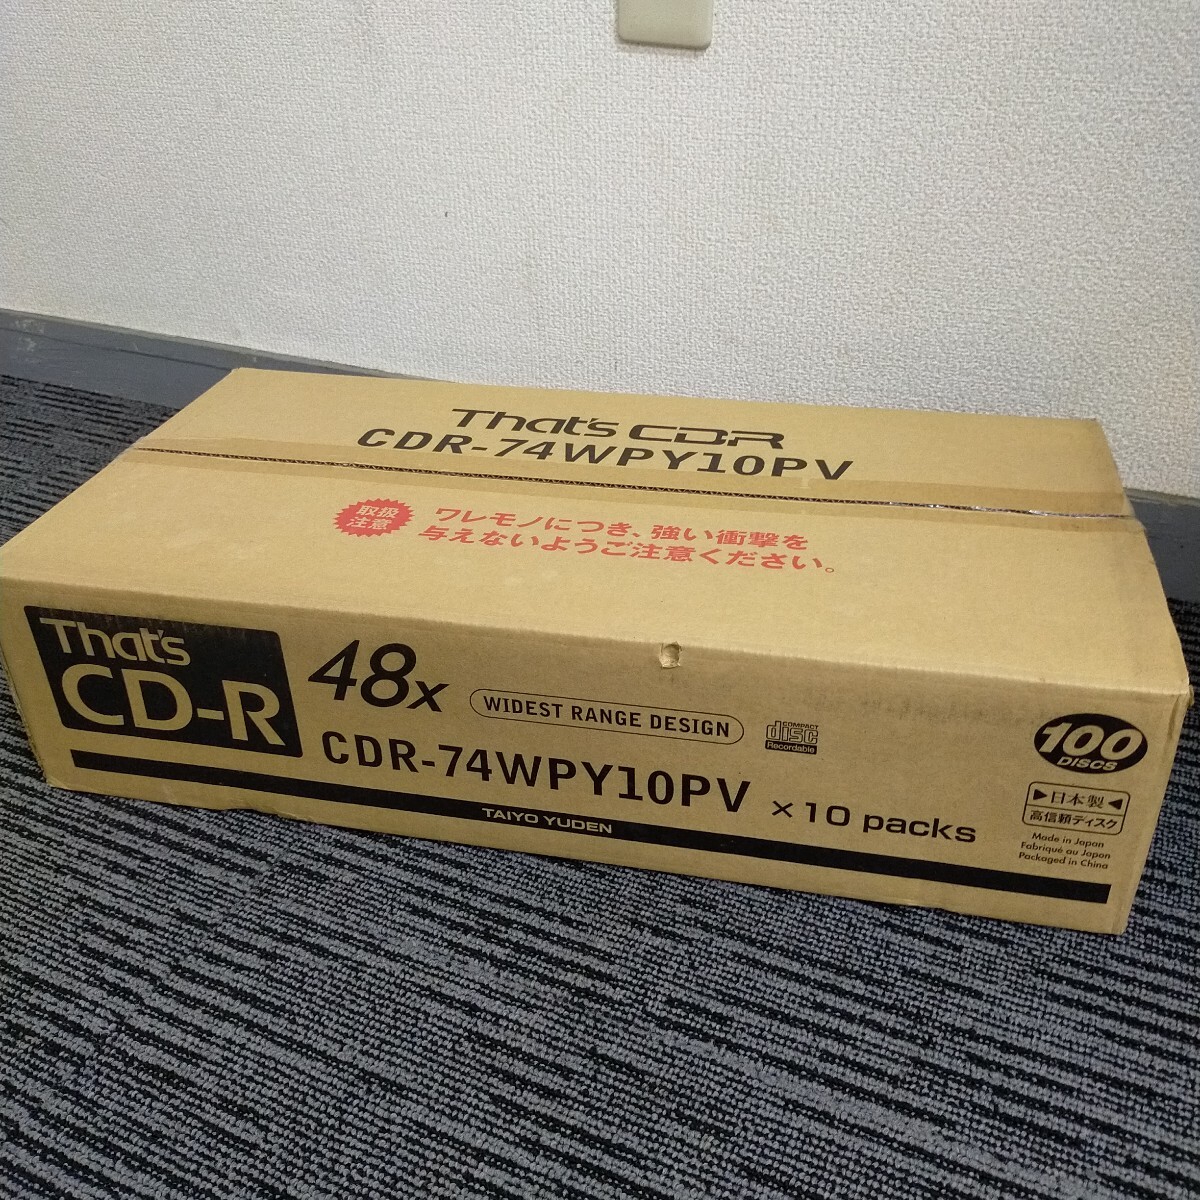 That's CD-R
CDR-74WPY10PV
取扱
注意
ワレモノにつき、強い衝撃を
与えないようご注意ください。
That's
CD-R
48x
WIDEST RANGE DESIGN
COMPACT
disc
Recordable
CDR-74WPY10PV ×10 packs
TAIYO YUDEN
100
DISCS
▶日本製◀
高信頼ディスク
Made in Japan
Fabriqué au Japan
Packaged in China